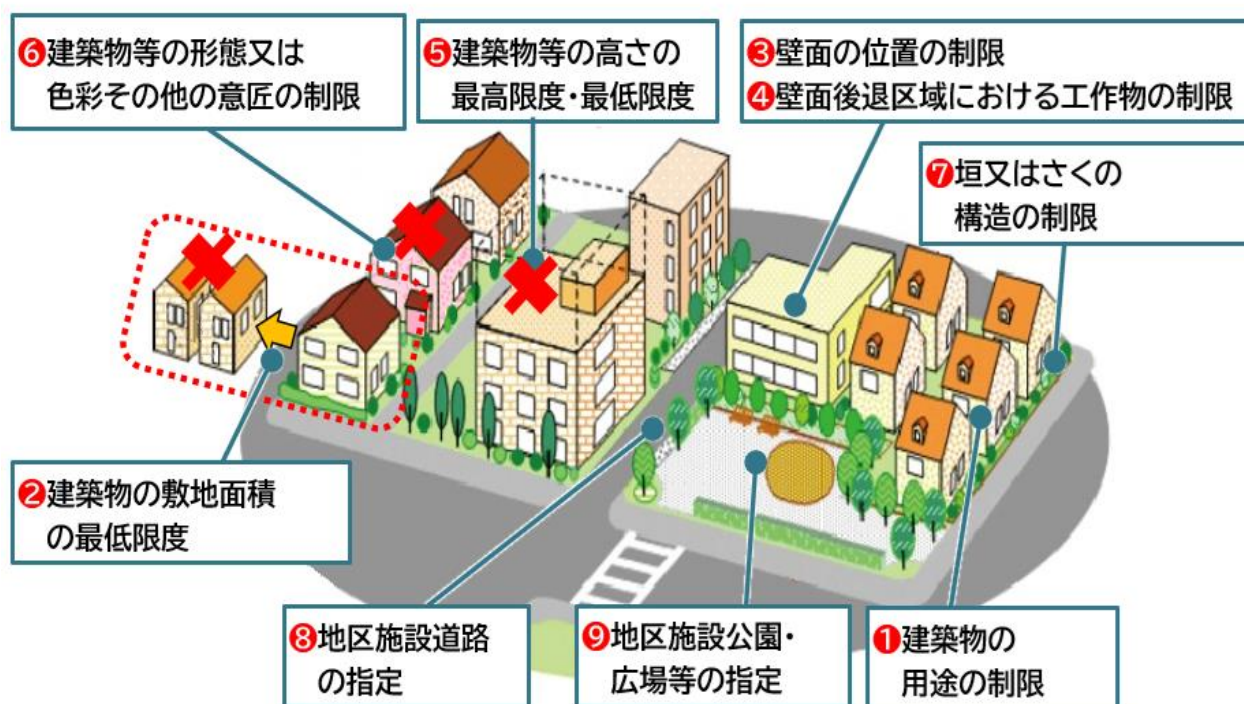 ❻建築物等の形態又は
色彩その他の意匠の制限
❺建築物等の高さの
最高限度・最低限度
❸壁面の位置の制限
❹壁面後退区域における工作物の制限
❼垣又はさくの
構造の制限
❷建築物の敷地面積
の最低限度
❽地区施設道路
の指定
❾地区施設公園・
広場等の指定
❶建築物の
用途の制限